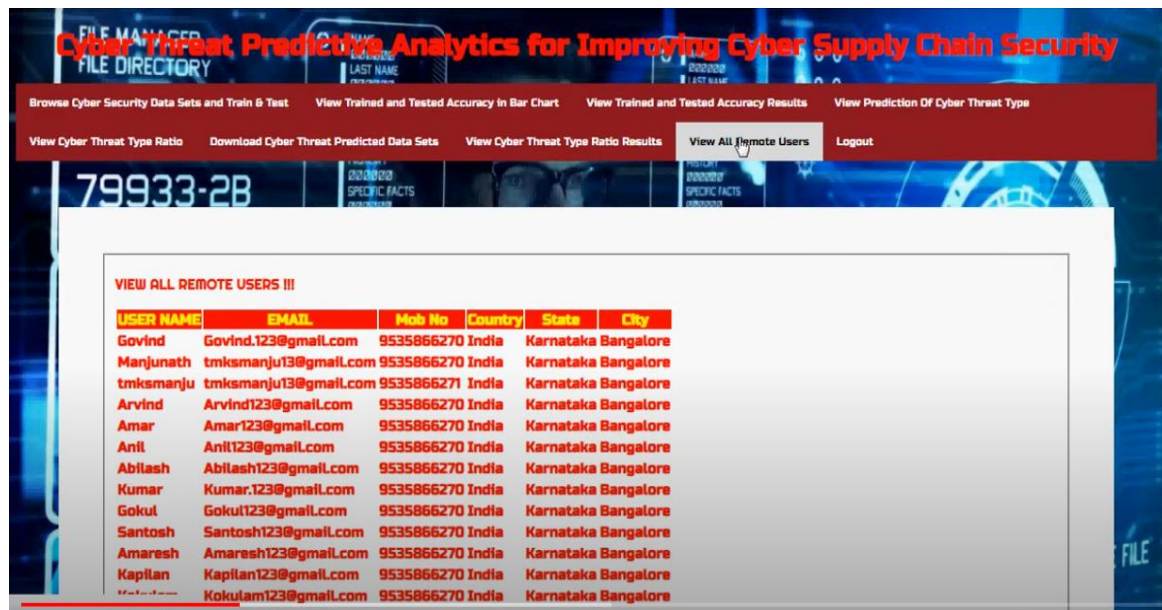 FILE MANAGER
Cyber Threat Predictive Analytics for Improving Cyber Supply Chain Security
FILE DIRECTORY
LAST NAME
Browse Cyber Security Data Sets and Train & Test View Trained and Tested Accuracy in Bar Chart View Trained and Tested Accuracy Results View Prediction Of Cyber Threat Type
View Cyber Threat Type Ratio Download Cyber Threat Predicted Data Sets View Cyber Threat Type Ratio Results View All Remote Users Logout
79933-2B
SPECIFIC FACTS
SPECIFIC FACTS
VIEW ALL REMOTE USERS !!!
USER NAME EMAIL Mob No Country State City
Govind Govind.123@gmail.com 9535866270 India Karnataka Bangalore
Manjunath tmksmanju13@gmail.com 9535866270 India Karnataka Bangalore
tmksmanju tmksmanju13@gmail.com 9535866271 India Karnataka Bangalore
Arvind Arvind123@gmail.com 9535866270 India Karnataka Bangalore
Amar Amar123@gmail.com 9535866270 India Karnataka Bangalore
Anil Anil123@gmail.com 9535866270 India Karnataka Bangalore
Abilash Abilash123@gmail.com 9535866270 India Karnataka Bangalore
Kumar Kumar.123@gmail.com 9535866270 India Karnataka Bangalore
Gokul Gokul123@gmail.com 9535866270 India Karnataka Bangalore
Santosh Santosh123@gmail.com 9535866270 India Karnataka Bangalore
Amaresh Amaresh123@gmail.com 9535866270 India Karnataka Bangalore
Kapilan Kapilan123@gmail.com 9535866270 India Karnataka Bangalore
Kokulam123@gmail.com 9535866270 India Karnataka Bangalore
FILE